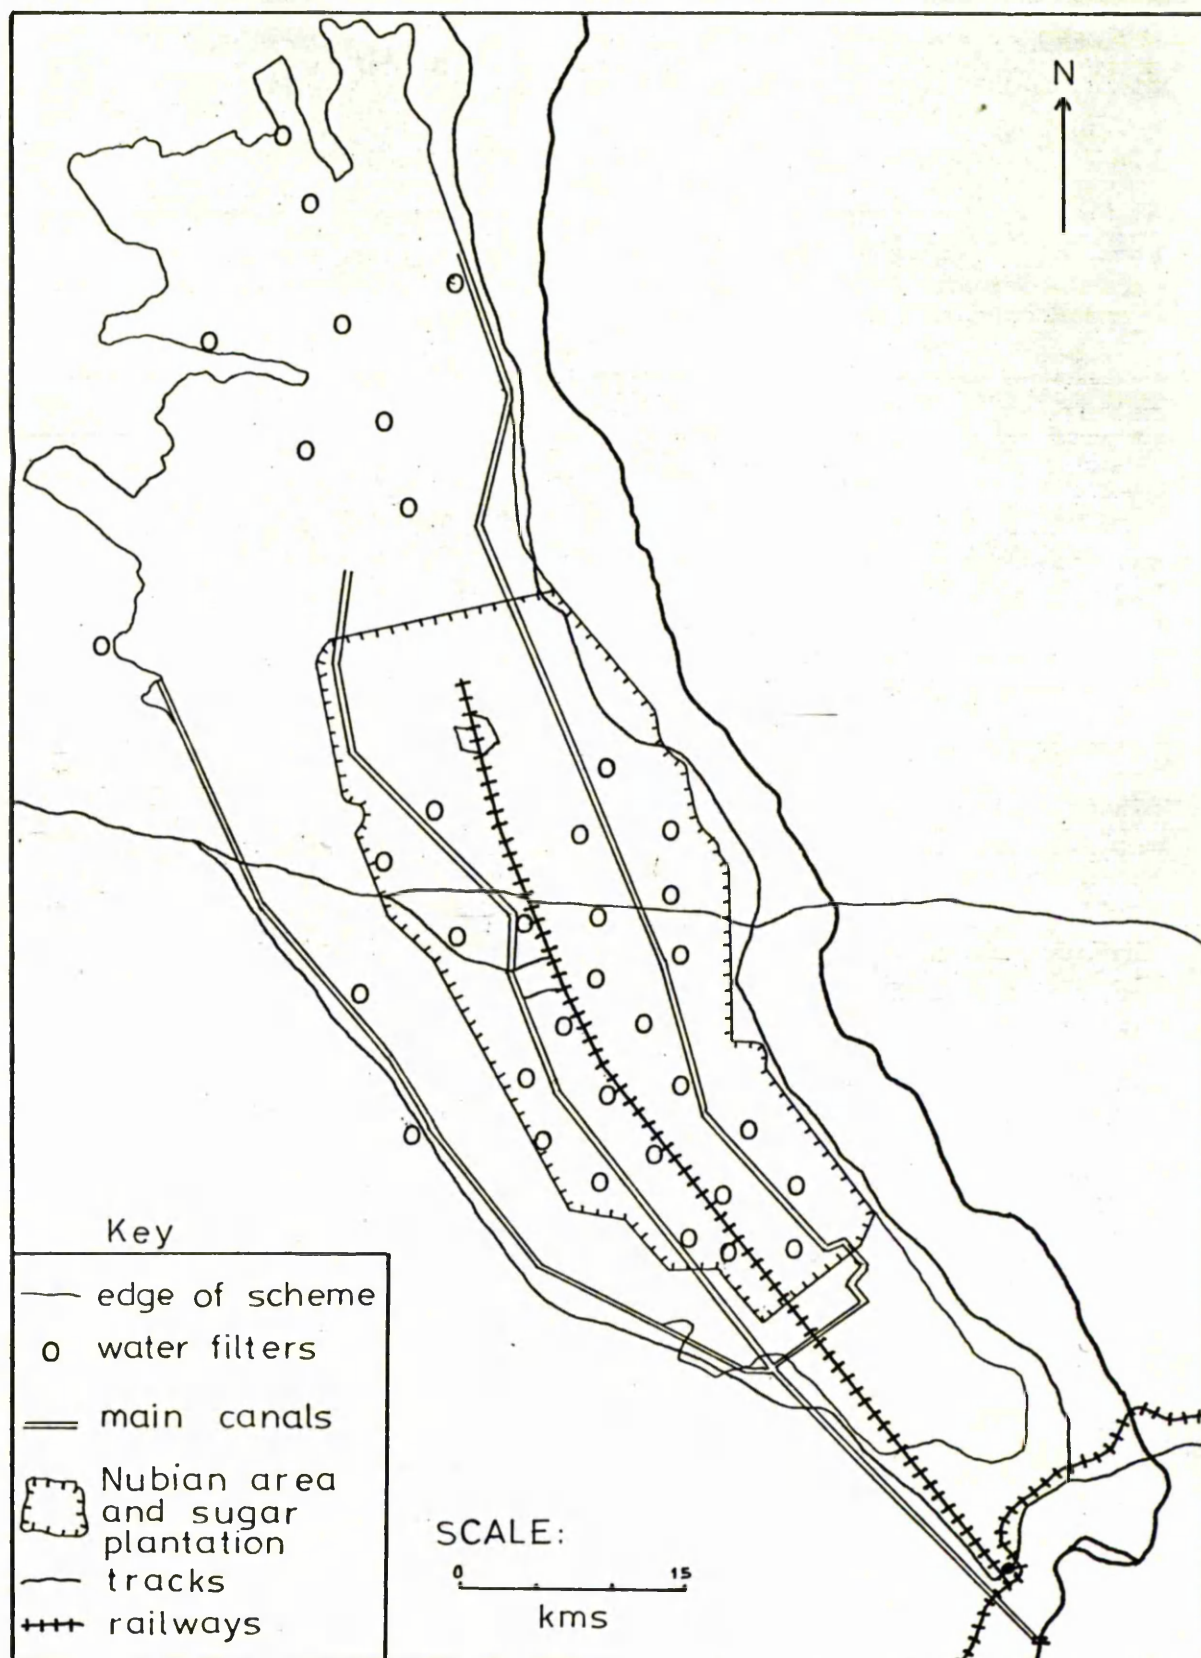 N
Key
edge of scheme
water filters
main canals
Nubian area
and sugar
plantation
tracks
railways
SCALE:
0 15
kms